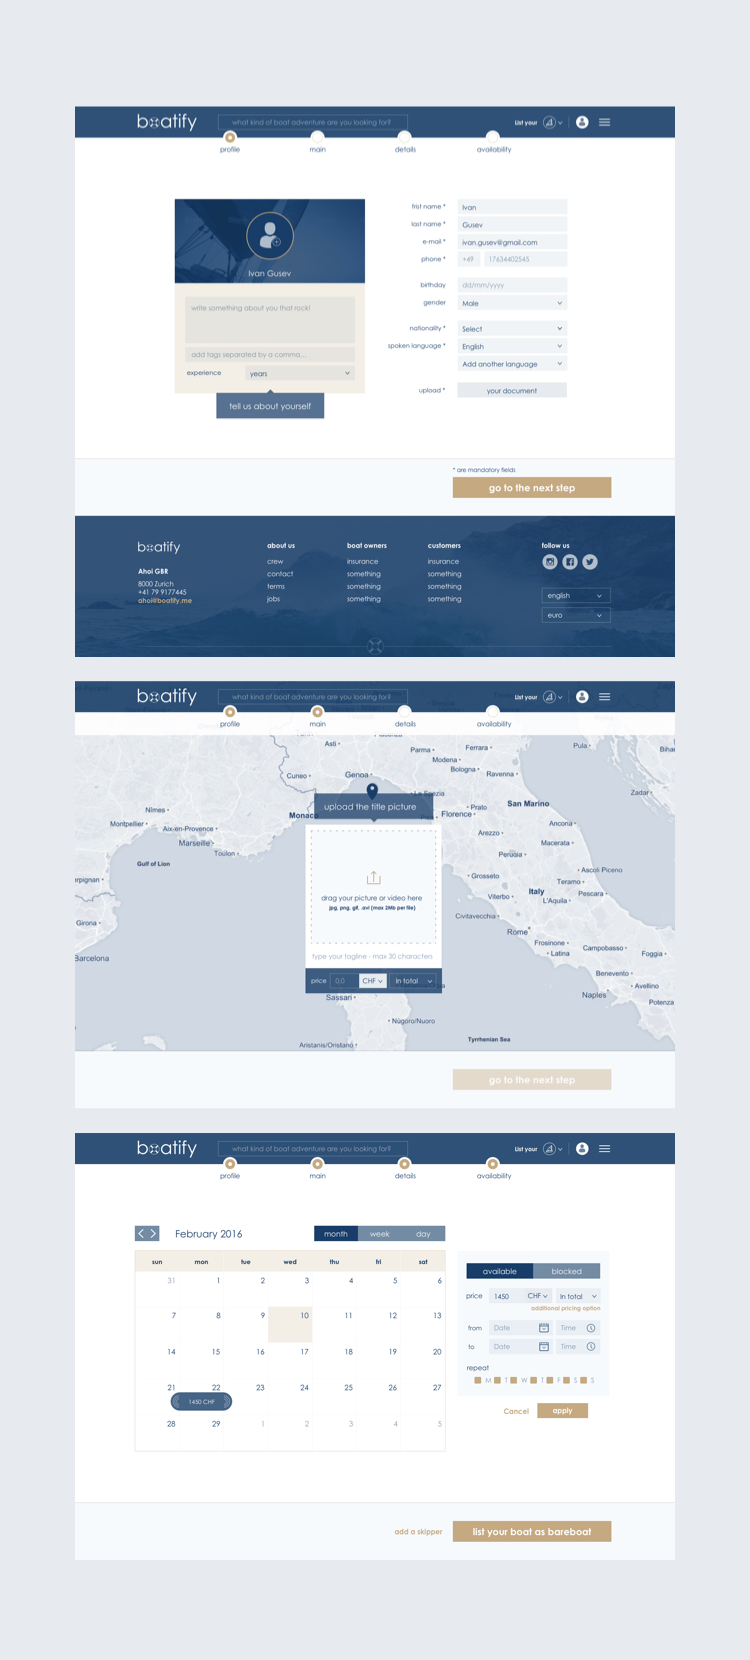 boatify
what kind of boat adventure are you looking for?
List your
profile
main
details
availability
Ivan Gusev
write something about you that rock!
add tags separated by a comma...
experience
years
tell us about yourself
frist name *
Ivan
last name *
Gusev
e-mail *
ivan.gusev@gmail.com
phone *
+49
17634402545
birthday
dd/mm/yyyy
gender
Male
nationality *
Select
spoken language *
English
Add another language
upload *
your document
* are mandatory fields
go to the next step
boatify
Ahoi GBR
8000 Zurich
+41 79 9177445
ahoi@boatify.me
about us
crew
contact
terms
jobs
boat owners
insurance
something
something
something
customers
insurance
something
something
something
follow us
english
euro
boatify
what kind of boat adventure are you looking for?
List your
profile
main
details
availability
Asti
Piacenza
Parma
Ferrara
Pula
Modena
Bologna
Ravenna
Cuneo
Genoa
La Spezia
Zadar
Monaco
upload the title picture
Prato
Florence
San Marino
Nîmes
Montpellier
Aix-en-Provence
Marseille
Toulon
Gulf of Lion
Arezzo
Ancona
Macerata
Perugia
Ascoli Piceno
Grosseto
Teramo
Viterbo
Italy
Pescara
L'Aquila
Civitavecchia
Rome
Frosinone
Latina
Campobasso
Foggia
Benevento
Avellino
Naples
Potenza
erpignan
Girona
Barcelona
drag your picture or video here
jpg, png, gif, .avi (max 2Mb per file)
type your tagline - max 30 characters
price
0,0
CHF
In total
Sassari
Nùgoro/Nuoro
Aristanis/Oristano
Tyrrhenian Sea
go to the next step
boatify
what kind of boat adventure are you looking for?
List your
profile
main
details
availability
February 2016
month
week
day
sun mon tue wed thu fri sat
31 1 2 3 4 5 6
7 8 9 10 11 12 13
14 15 16 17 18 19 20
21 22 23 24 25 26 27
1450 CHF
28 29 1 2 3 4 5
available
blocked
price
1450
CHF
In total
additional pricing option
from
Date
Time
to
Date
Time
repeat
M T W T F S S
Cancel
apply
add a skipper
list your boat as bareboat